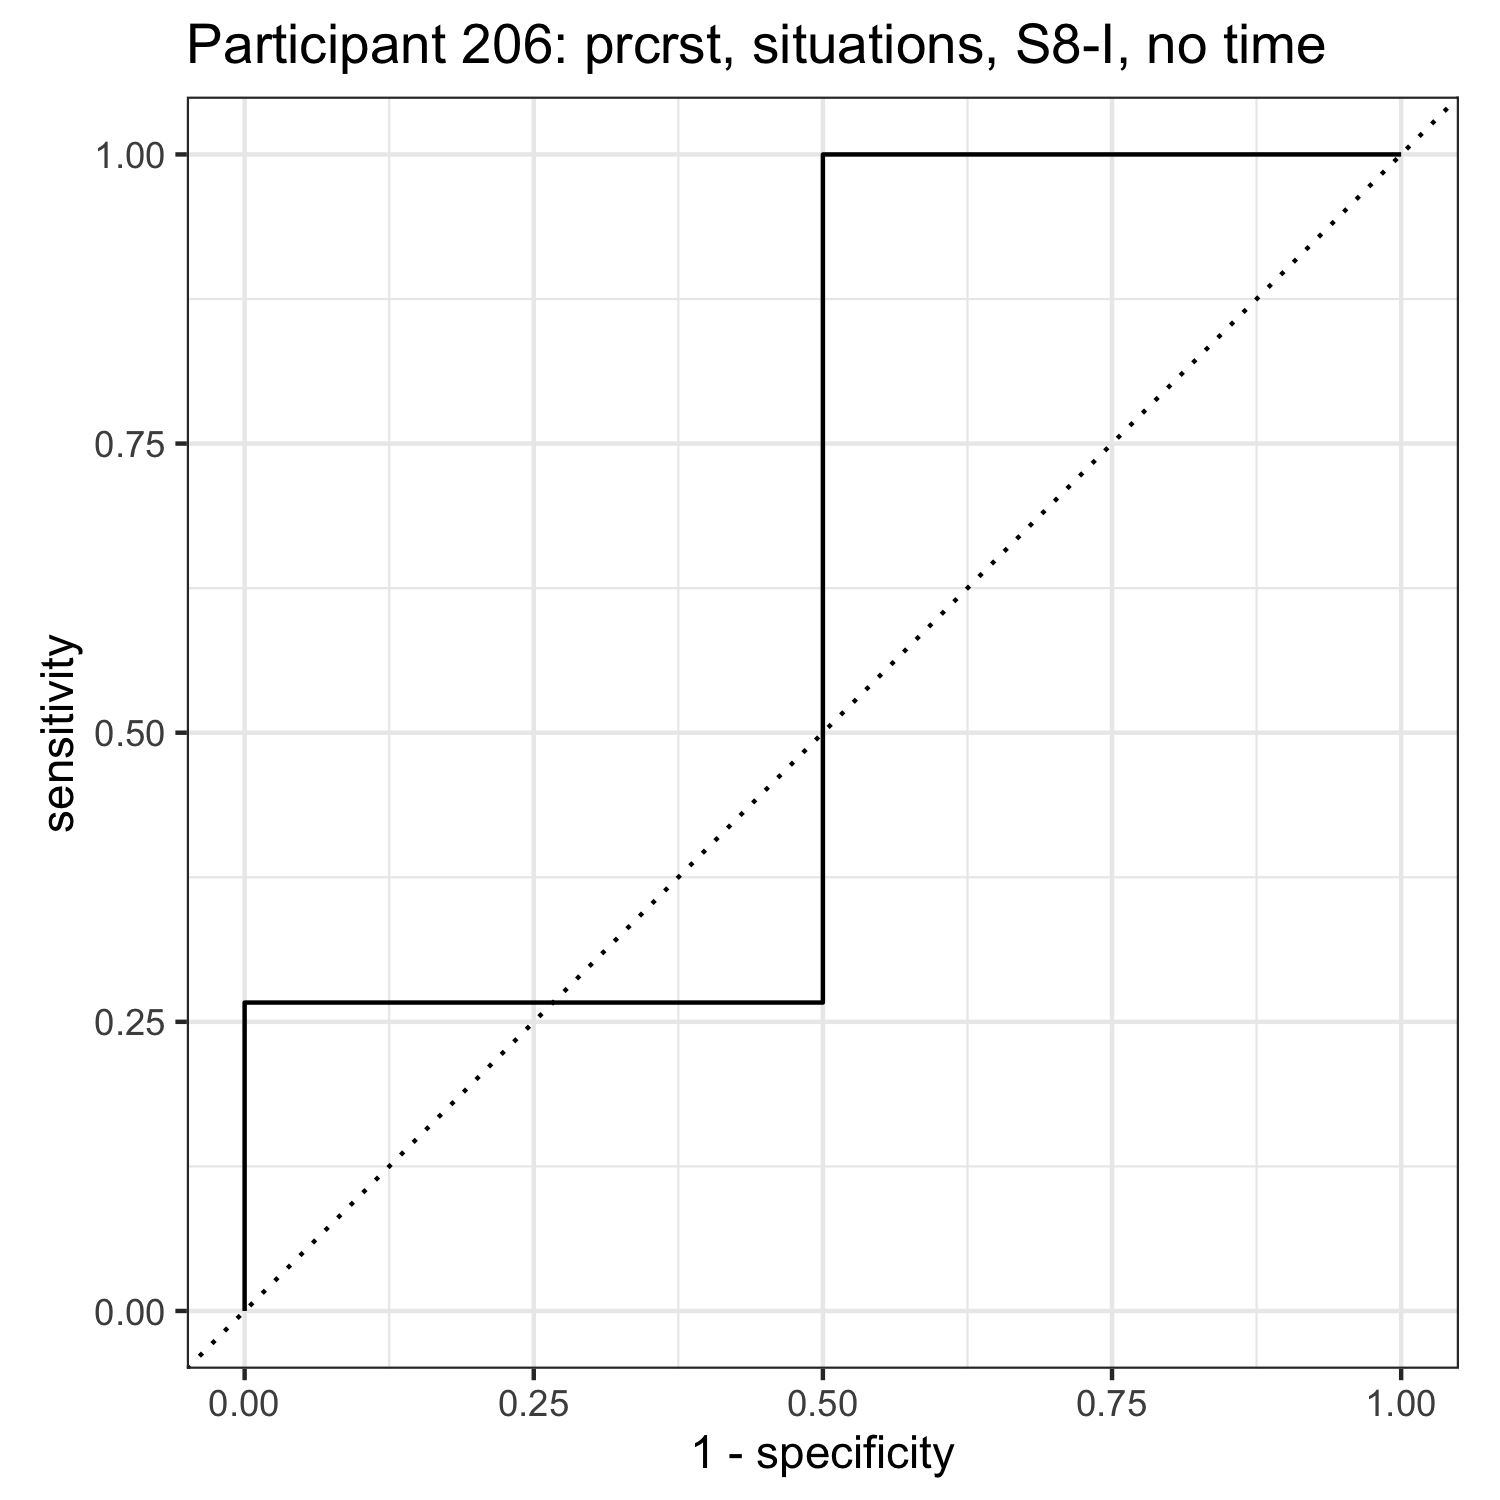 Participant 206: prcrst, situations, S8-I, no time
1.00
0.75
0.50
0.25
0.00
sensitivity
0.00 0.25 0.50 0.75 1.00
1 - specificity